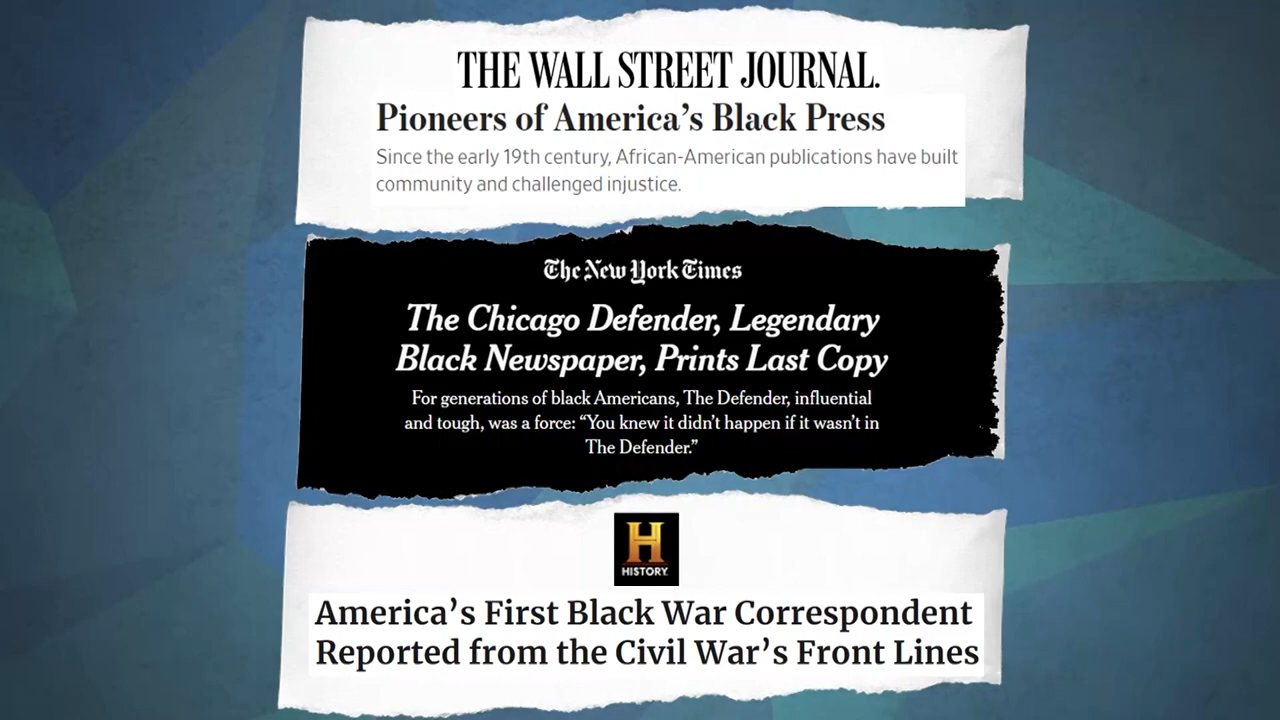 THE WALL STREET JOURNAL.
Pioneers of America’s Black Press
Since the early 19th century, African-American publications have built
community and challenged injustice.
The New York Times
The Chicago Defender, Legendary
Black Newspaper, Prints Last Copy
For generations of black Americans, The Defender, influential
and tough, was a force: “You knew it didn’t happen if it wasn’t in
The Defender.”
H
HISTORY
America’s First Black War Correspondent
Reported from the Civil War’s Front Lines